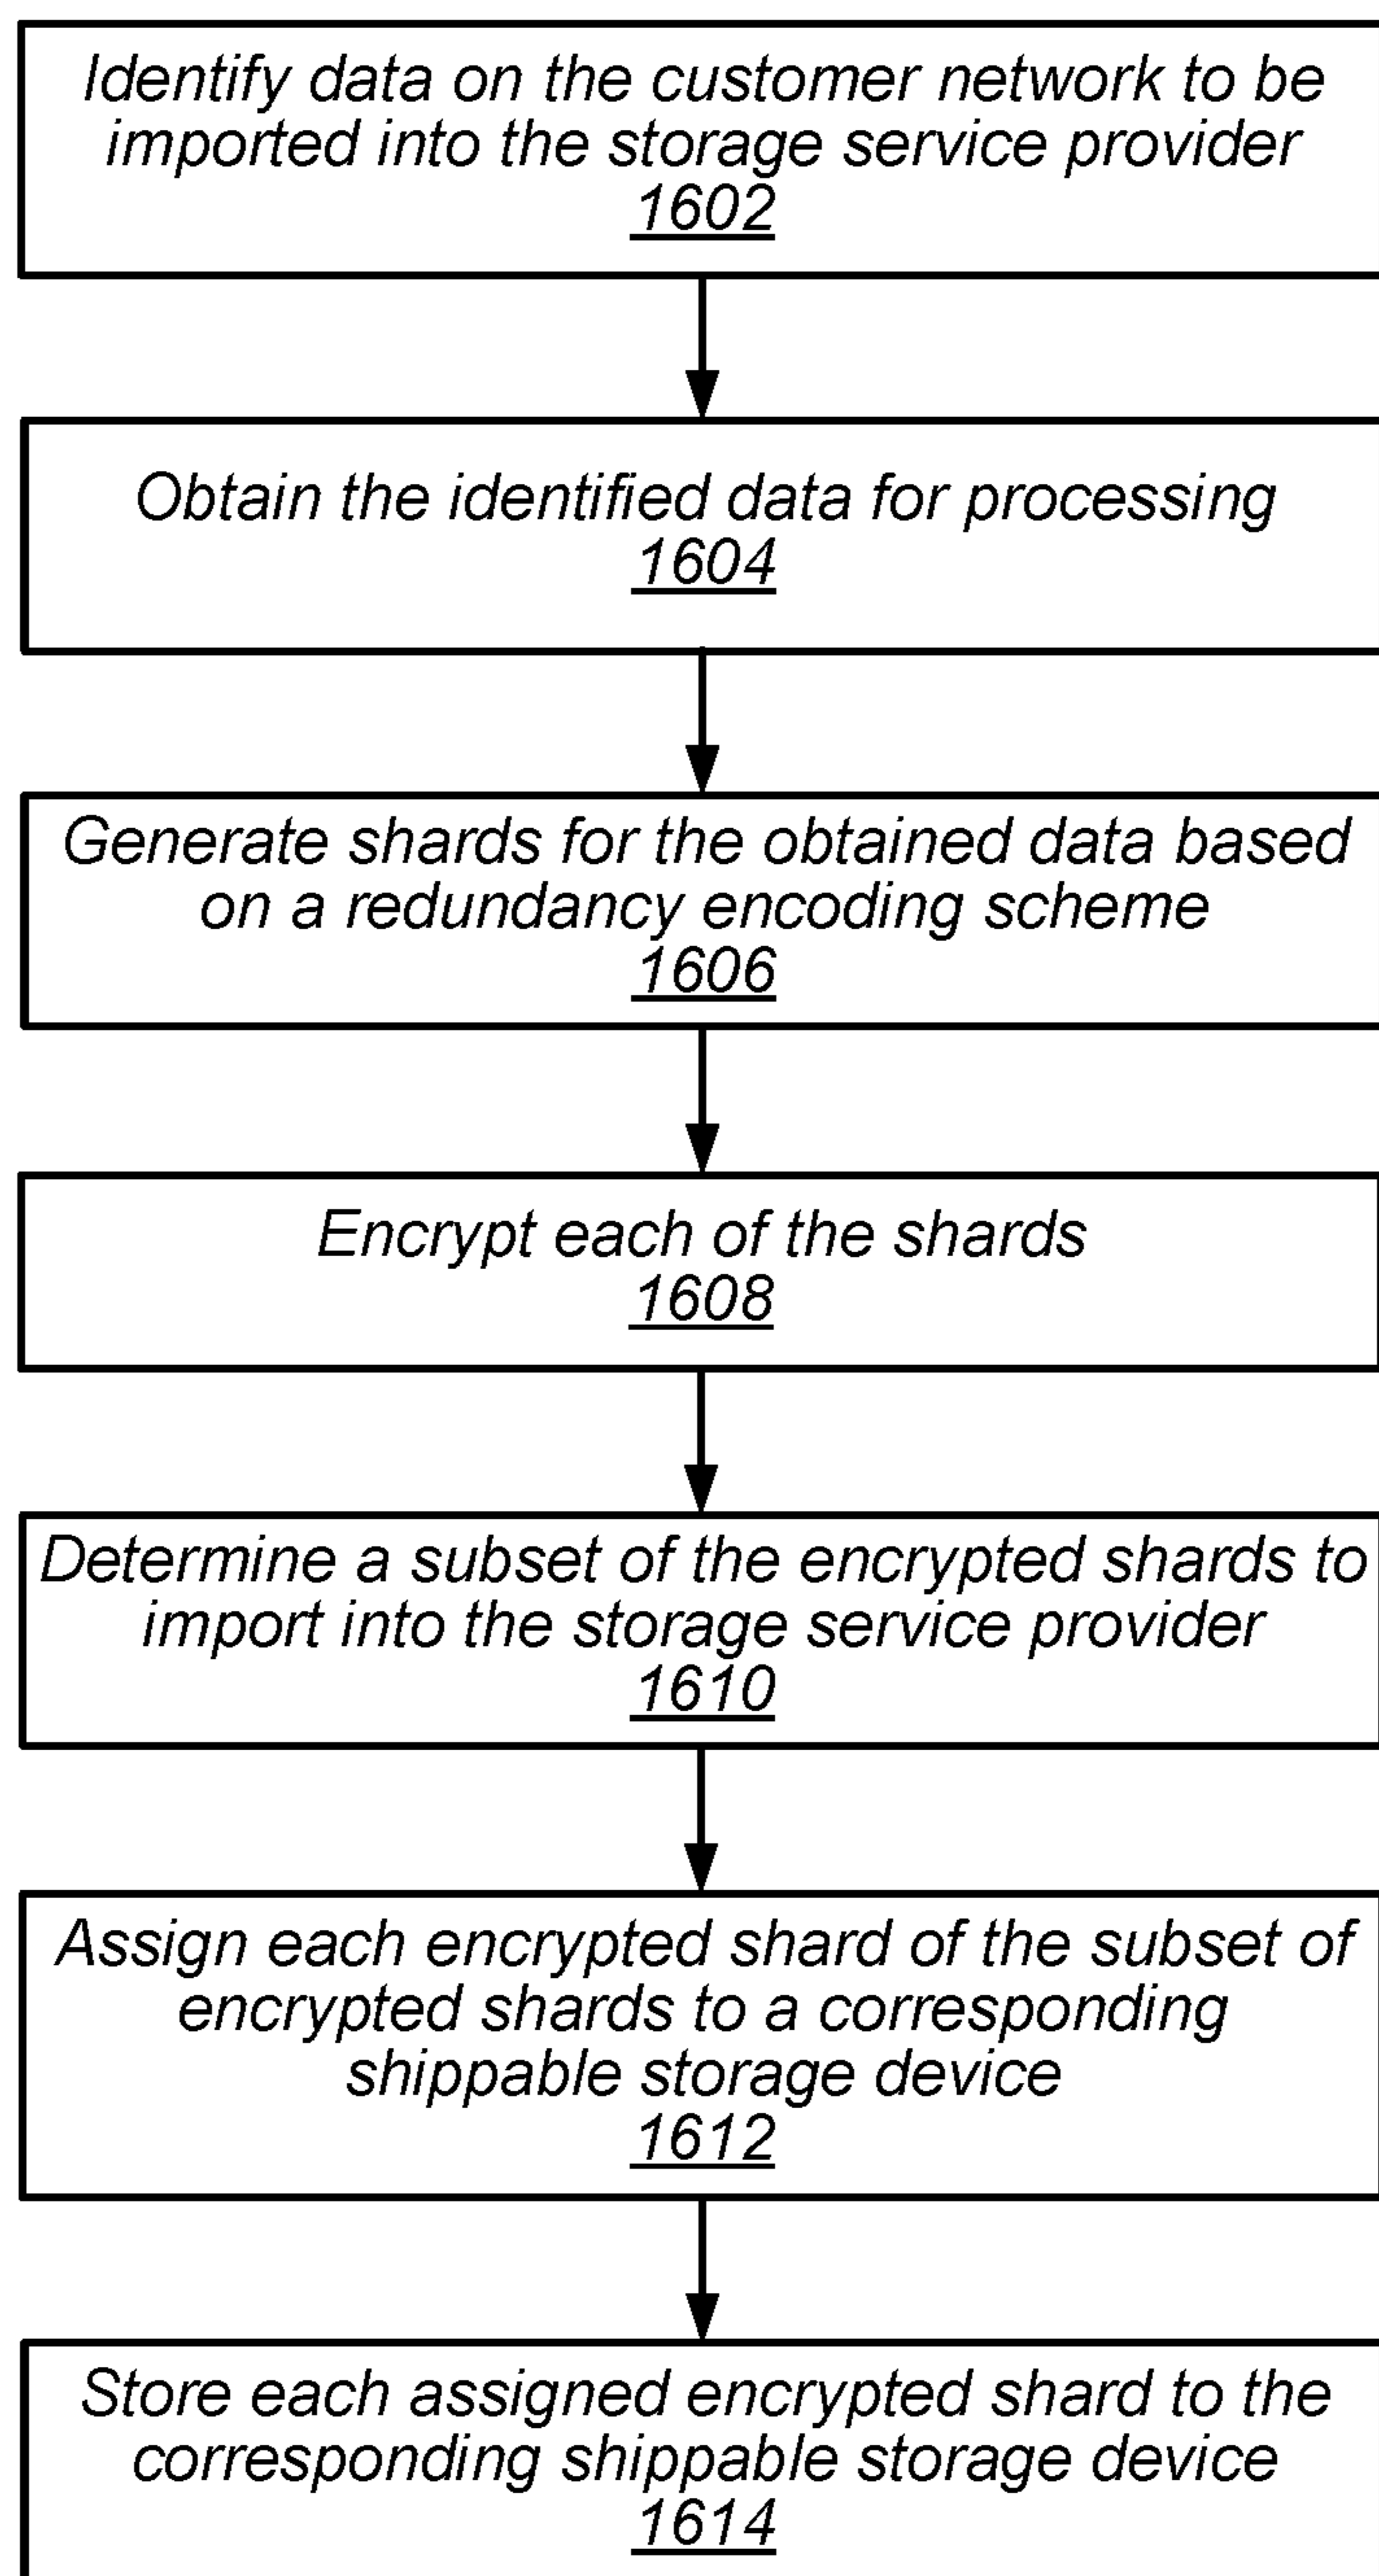 Identify data on the customer network to be
imported into the storage service provider
1602
Obtain the identified data for processing
1604
Generate shards for the obtained data based
on a redundancy encoding scheme
1606
Encrypt each of the shards
1608
Determine a subset of the encrypted shards to
import into the storage service provider
1610
Assign each encrypted shard of the subset of
encrypted shards to a corresponding
shippable storage device
1612
Store each assigned encrypted shard to the
corresponding shippable storage device
1614